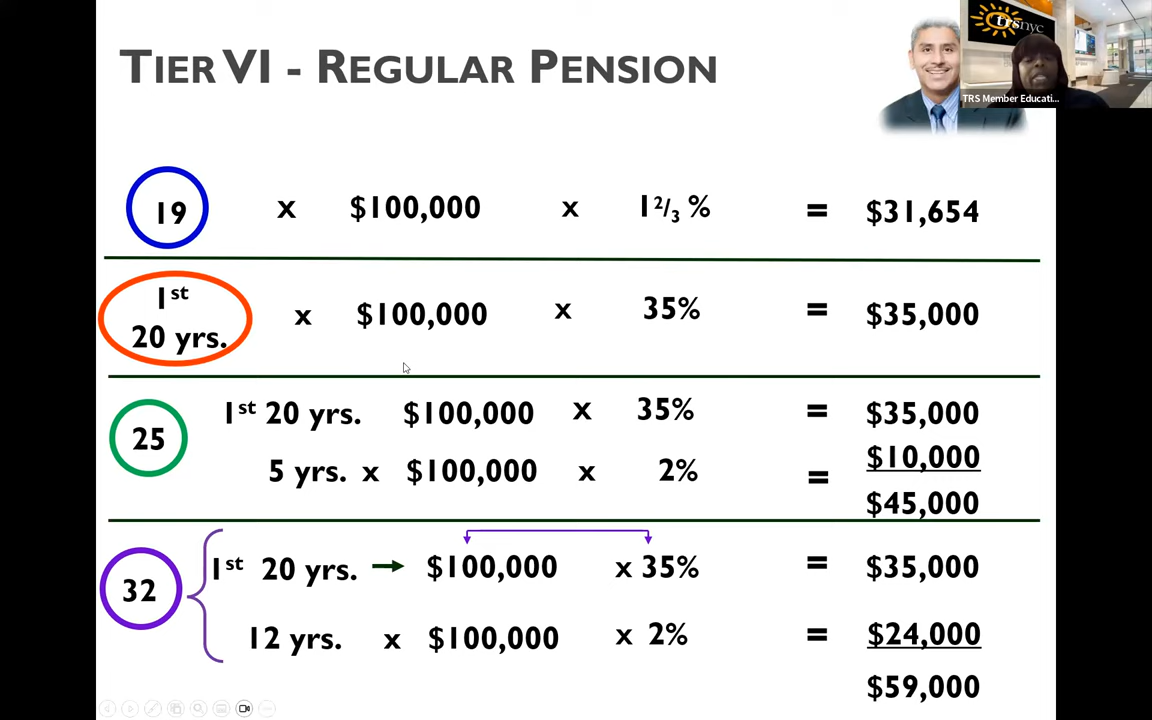 TIER VI - REGULAR PENSION
trsnyc
TRS Member Educati...
19 x $100,000 x 1 2/3 % = $31,654
1st
20 yrs. x $100,000 x 35% = $35,000
25 1st 20 yrs. $100,000 x 35% = $35,000
5 yrs. x $100,000 x 2% = $10,000
$45,000
32 1st 20 yrs. → $100,000 x 35% = $35,000
12 yrs. x $100,000 x 2% = $24,000
$59,000